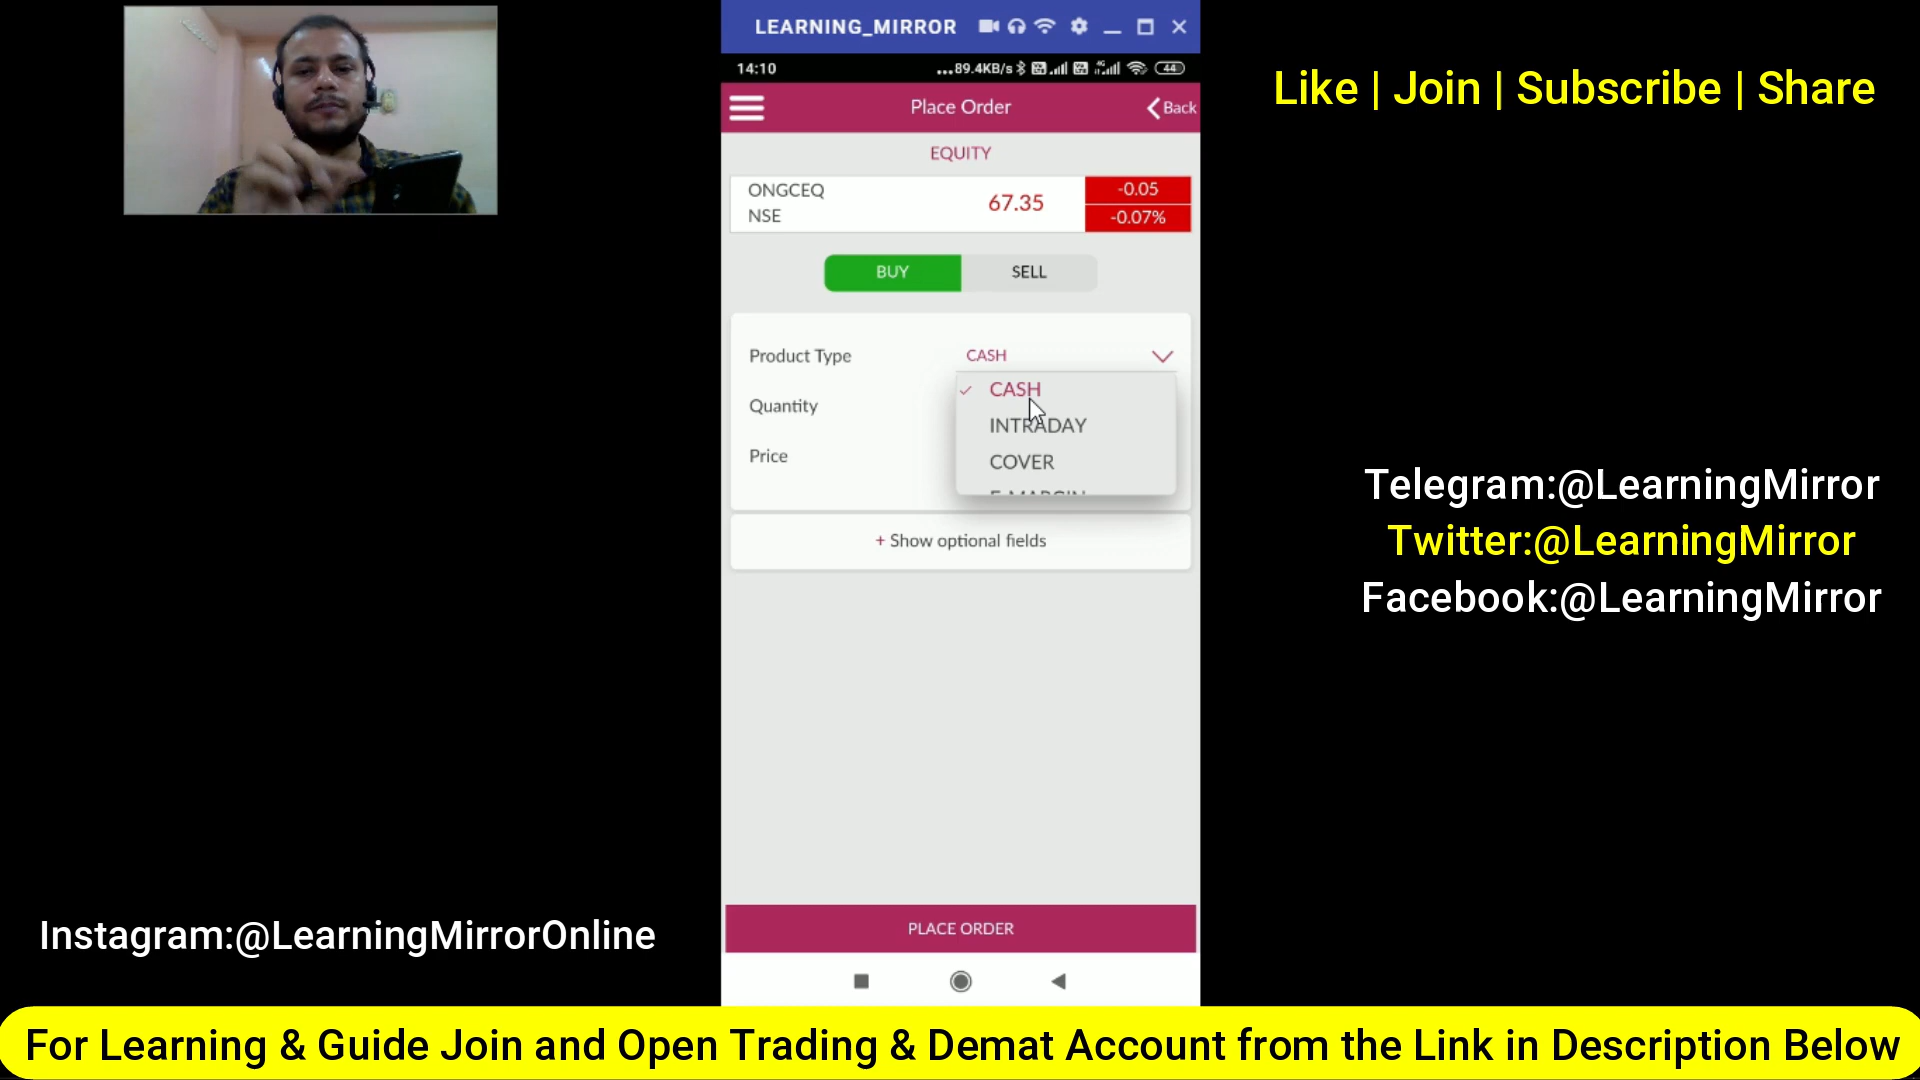 LEARNING_MIRROR
Like | Join | Subscribe | Share
14:10
...89.4KB/s
4G
44
Place Order
Back
EQUITY
ONGCEQ
67.35
-0.05
NSE
-0.07%
BUY
SELL
Product Type
CASH
CASH
Quantity
INTRADAY
Price
COVER
E-MARGIN
+ Show optional fields
Telegram:@LearningMirror
Twitter:@LearningMirror
Facebook:@LearningMirror
PLACE ORDER
Instagram:@LearningMirrorOnline
For Learning & Guide Join and Open Trading & Demat Account from the Link in Description Below